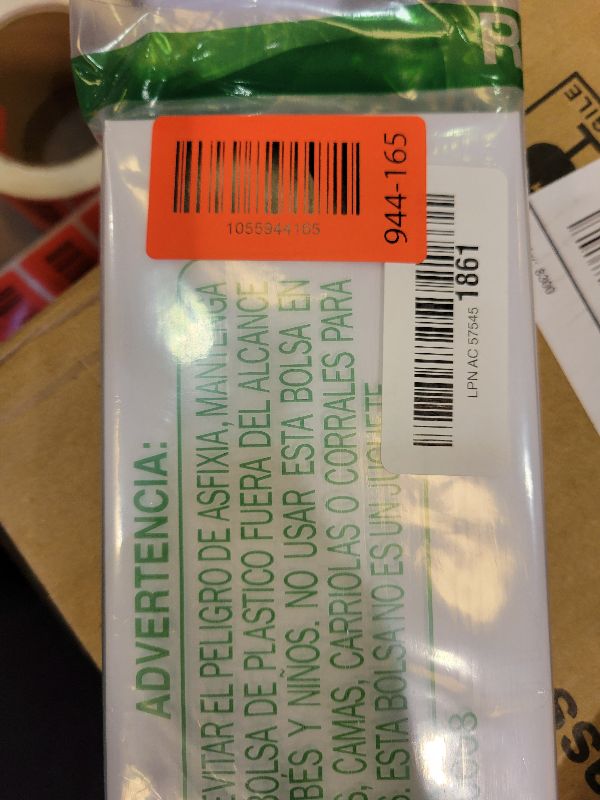 1055944165
944-165
LPN AC 57545 1861
ADVERTENCIA:
EVITAR EL PELIGRO DE ASFIXIA, MANTENGA
BOLSA DE PLASTICO FUERA DEL ALCANCE
BÉS Y NIÑOS. NO USAR ESTA BOLSA EN
S, CAMAS, CARRIOLAS O CORRALES PARA
S. ESTA BOLSA NO ES UN JUGUETE